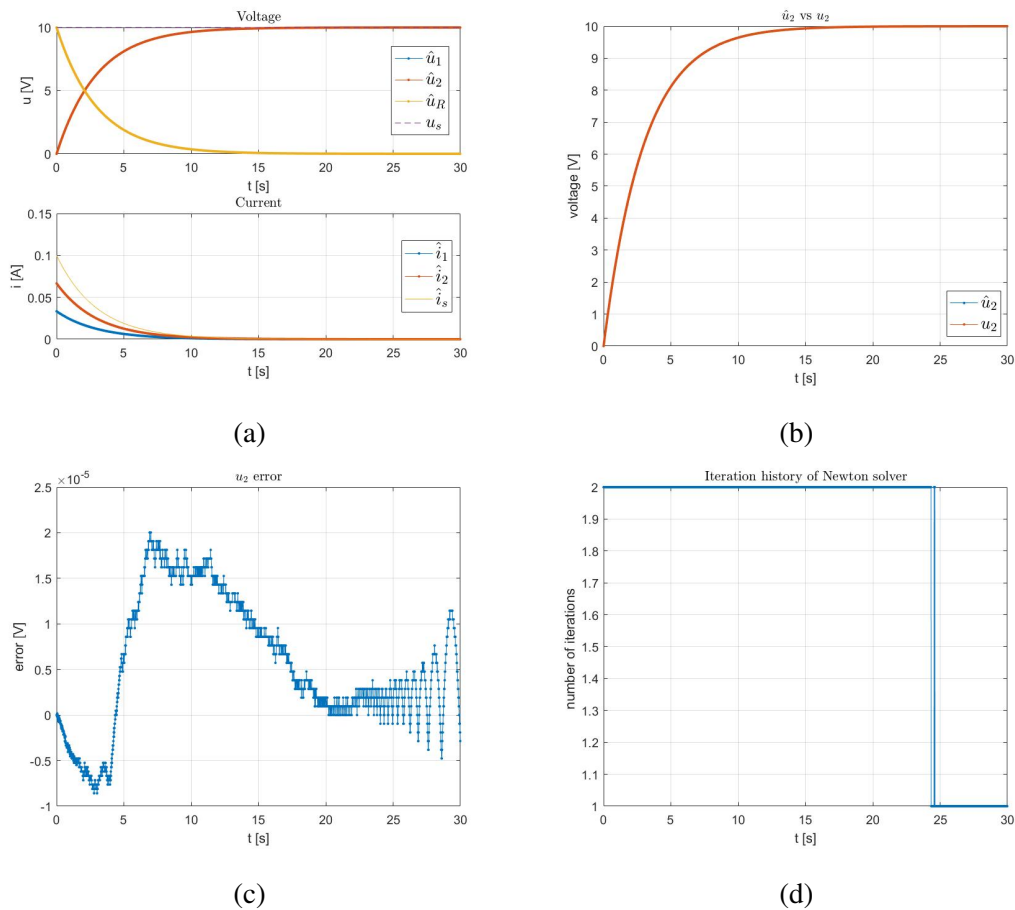 Voltage
10
5
0
u [V]
0 5 10 15 20 25 30
t [s]
û₁
û₂
û_R
u_s
Current
0.15
0.1
0.05
0
i [A]
0 5 10 15 20 25 30
t [s]
î₁
î₂
î_s
(a)
û₂ vs u₂
10
9
8
7
6
5
4
3
2
1
0
voltage [V]
0 5 10 15 20 25 30
t [s]
û₂
u₂
(b)
u₂ error
×10⁻⁵
2.5
2
1.5
1
0.5
0
-0.5
-1
error [V]
0 5 10 15 20 25 30
t [s]
(c)
Iteration history of Newton solver
2
1.9
1.8
1.7
1.6
1.5
1.4
1.3
1.2
1.1
1
number of iterations
0 5 10 15 20 25 30
t [s]
(d)